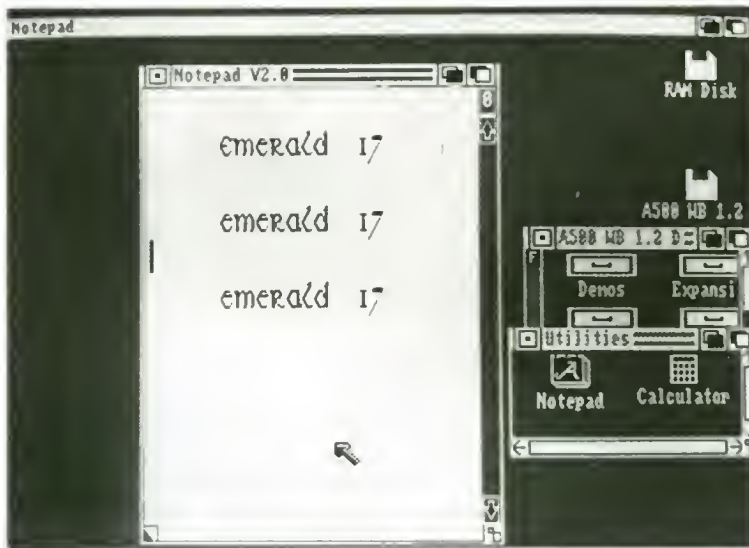 Notepad
Notepad V2.0
0
RAM Disk
Emerald 17
emerald 17
emerald 17
A500 WB 1.2
A500 WB 1.2 D
F
Demos Expansi
Utilities
Notepad Calculator